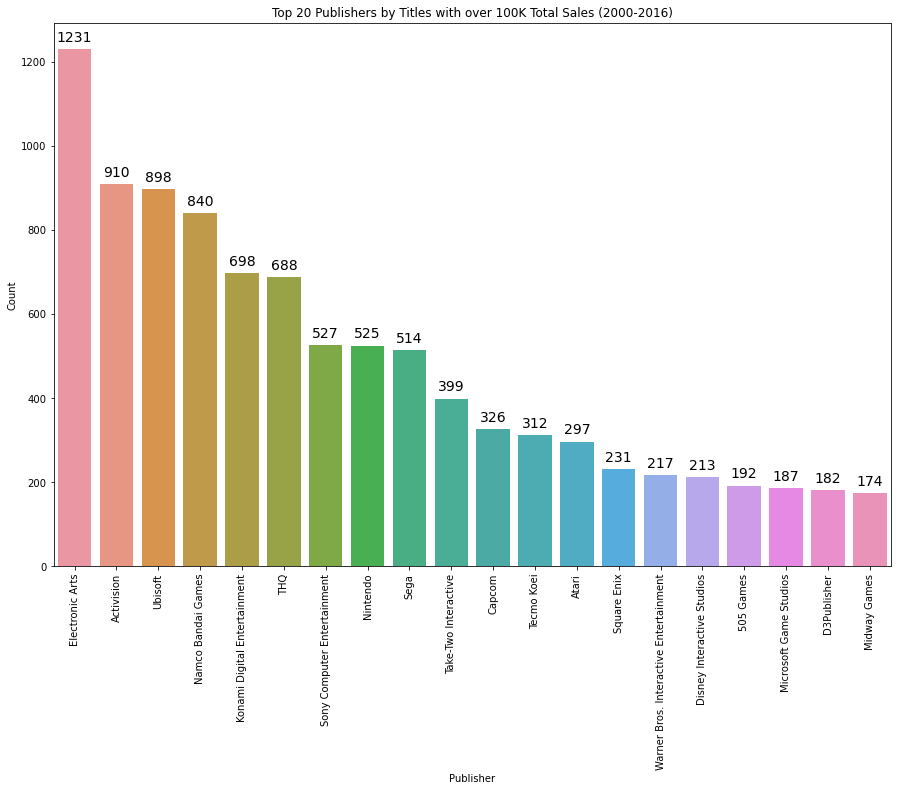 Top 20 Publishers by Titles with over 100K Total Sales (2000-2016)
1231
910
898
840
698
688
527
525
514
399
326
312
297
231
217
213
192
187
182
174
1200
1000
800
600
400
200
0
Count
Electronic Arts
Activision
Ubisoft
Namco Bandai Games
Konami Digital Entertainment
THQ
Sony Computer Entertainment
Nintendo
Sega
Take-Two Interactive
Capcom
Tecmo Koei
Atari
Square Enix
Warner Bros. Interactive Entertainment
Disney Interactive Studios
505 Games
Microsoft Game Studios
D3Publisher
Midway Games
Publisher